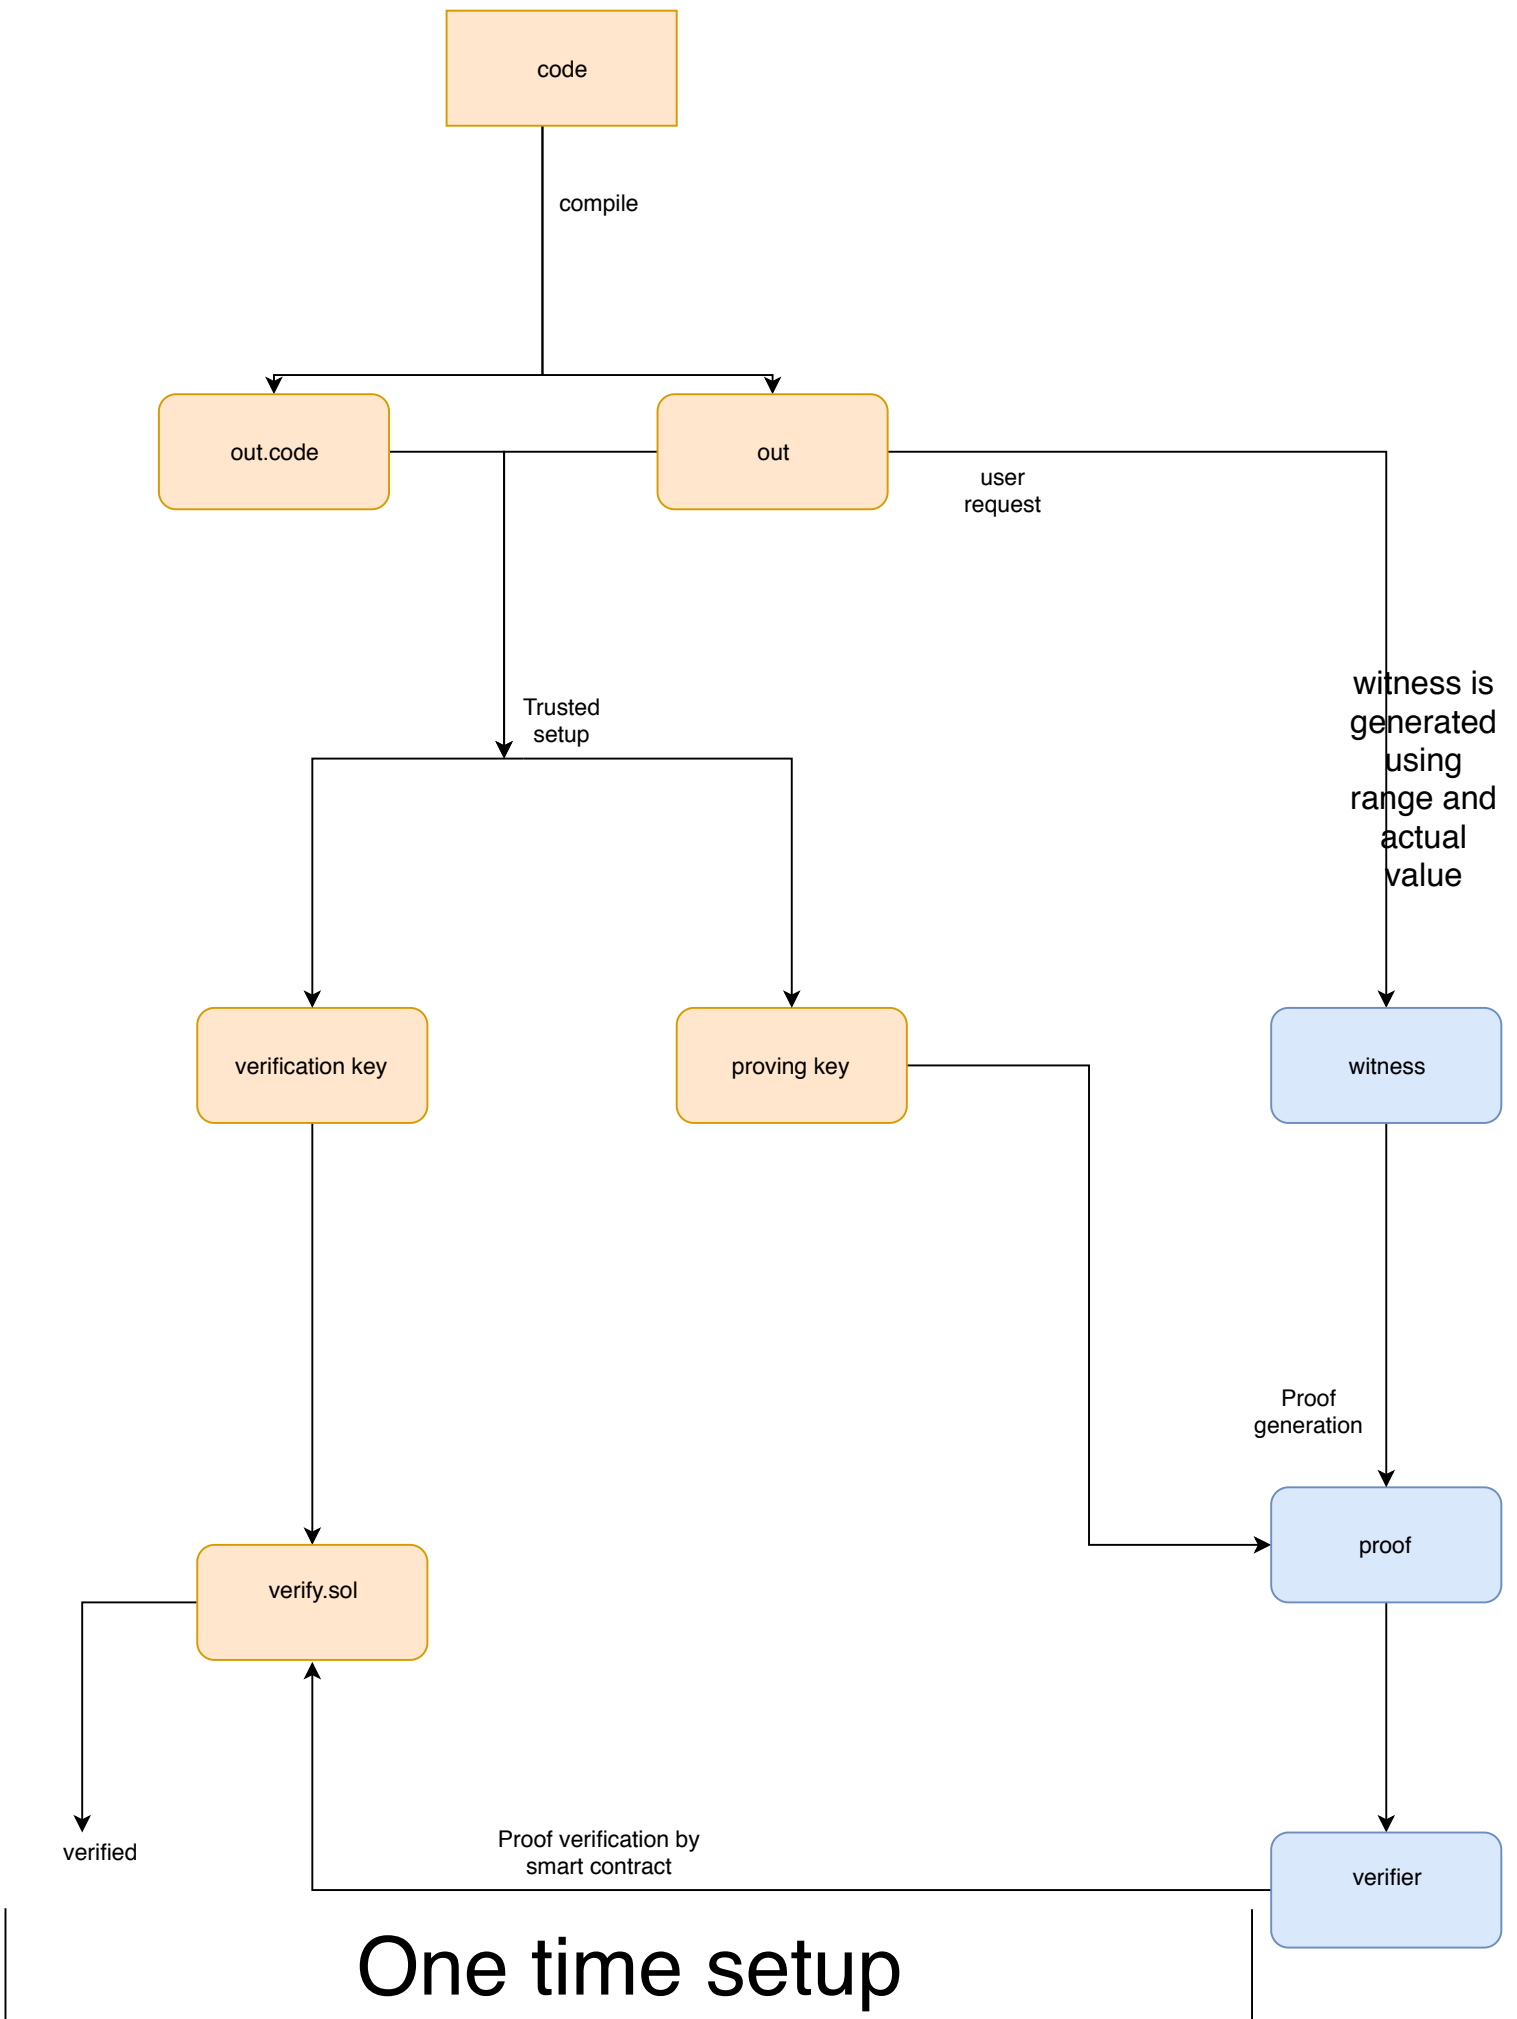 code
compile
out.code
out
user
request
witness is
generated
using
range and
actual
value
Trusted
setup
verification key
proving key
witness
Proof
generation
proof
verify.sol
verified
Proof verification by
smart contract
verifier
One time setup